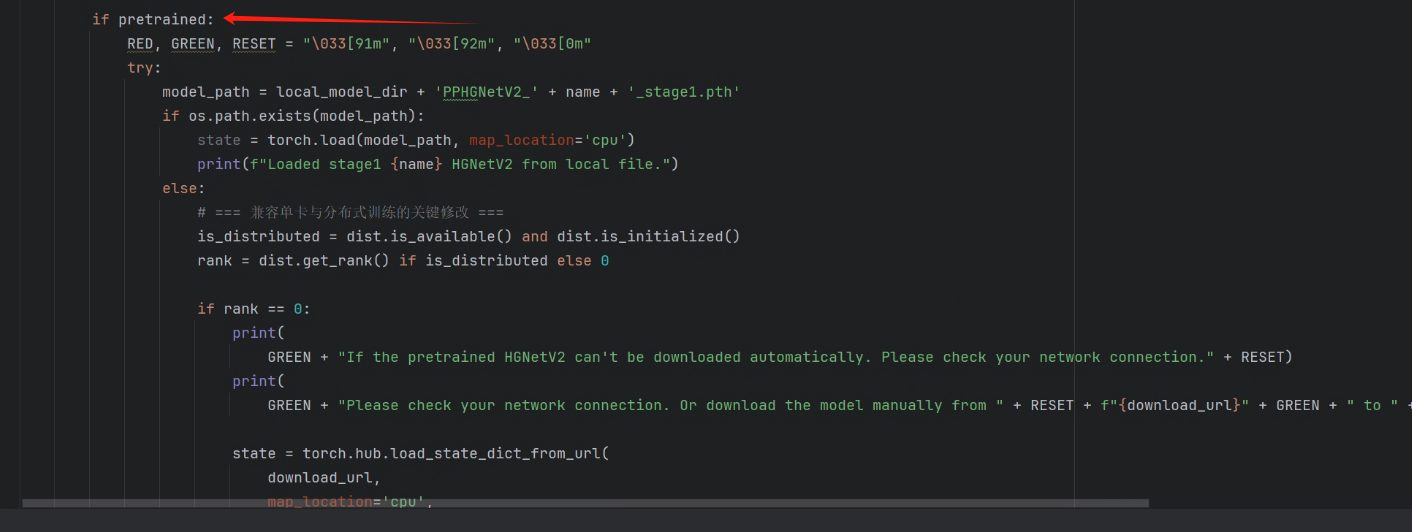 if pretrained:
RED, GREEN, RESET = "\033[91m", "\033[92m", "\033[0m"
try:
model_path = local_model_dir + 'PPHGNetV2_' + name + '_stage1.pth'
if os.path.exists(model_path):
state = torch.load(model_path, map_location='cpu')
print(f"Loaded stage1 {name} HGNetV2 from local file.")
else:
# === 兼容单卡与分布式训练的关键修改 ===
is_distributed = dist.is_available() and dist.is_initialized()
rank = dist.get_rank() if is_distributed else 0
if rank == 0:
print(
GREEN + "If the pretrained HGNetV2 can't be downloaded automatically. Please check your network connection." + RESET)
print(
GREEN + "Please check your network connection. Or download the model manually from " + RESET + f"{download_url}" + GREEN + " to " +
state = torch.hub.load_state_dict_from_url(
download_url,
map_location='cpu',